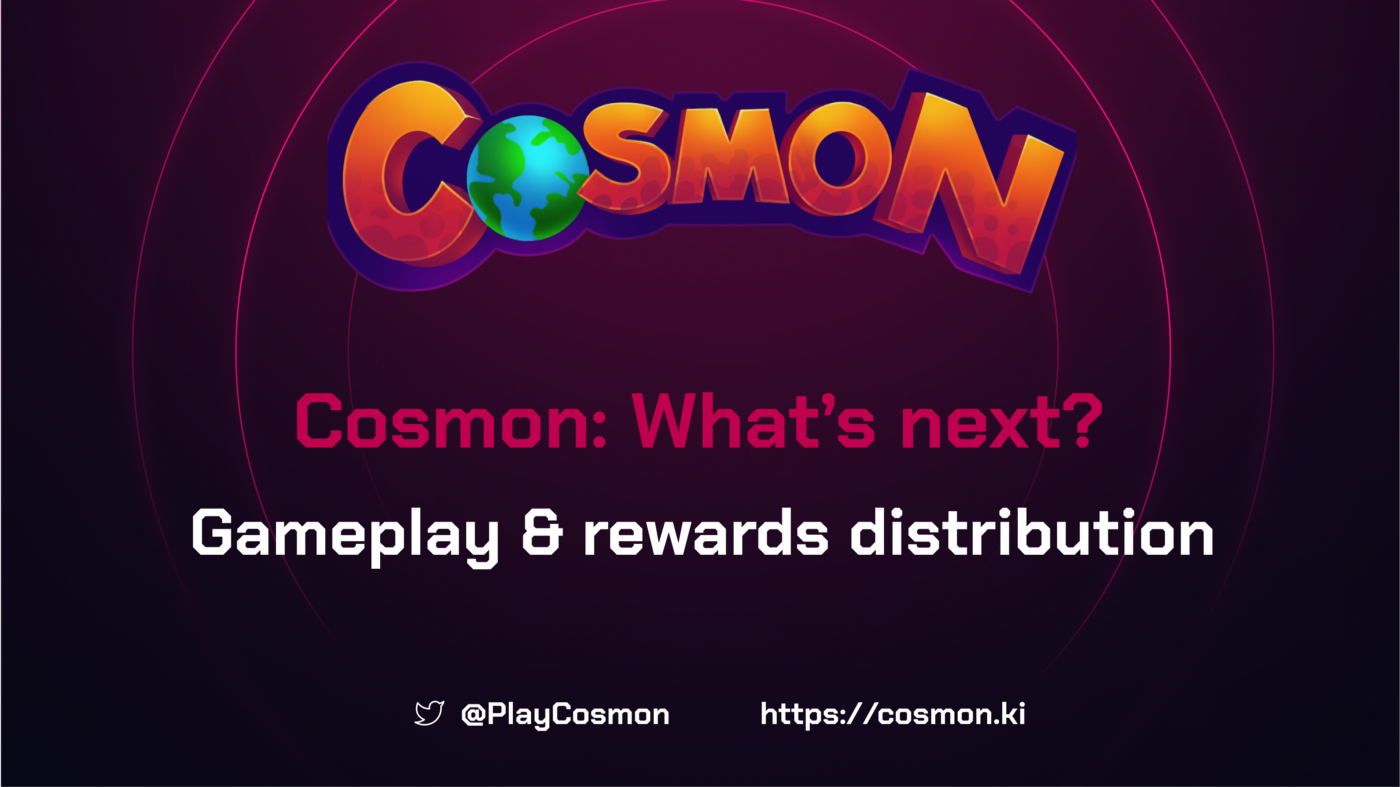 COSMON
Cosmon: What’s next?
Gameplay & rewards distribution
@PlayCosmon
https://cosmon.ki